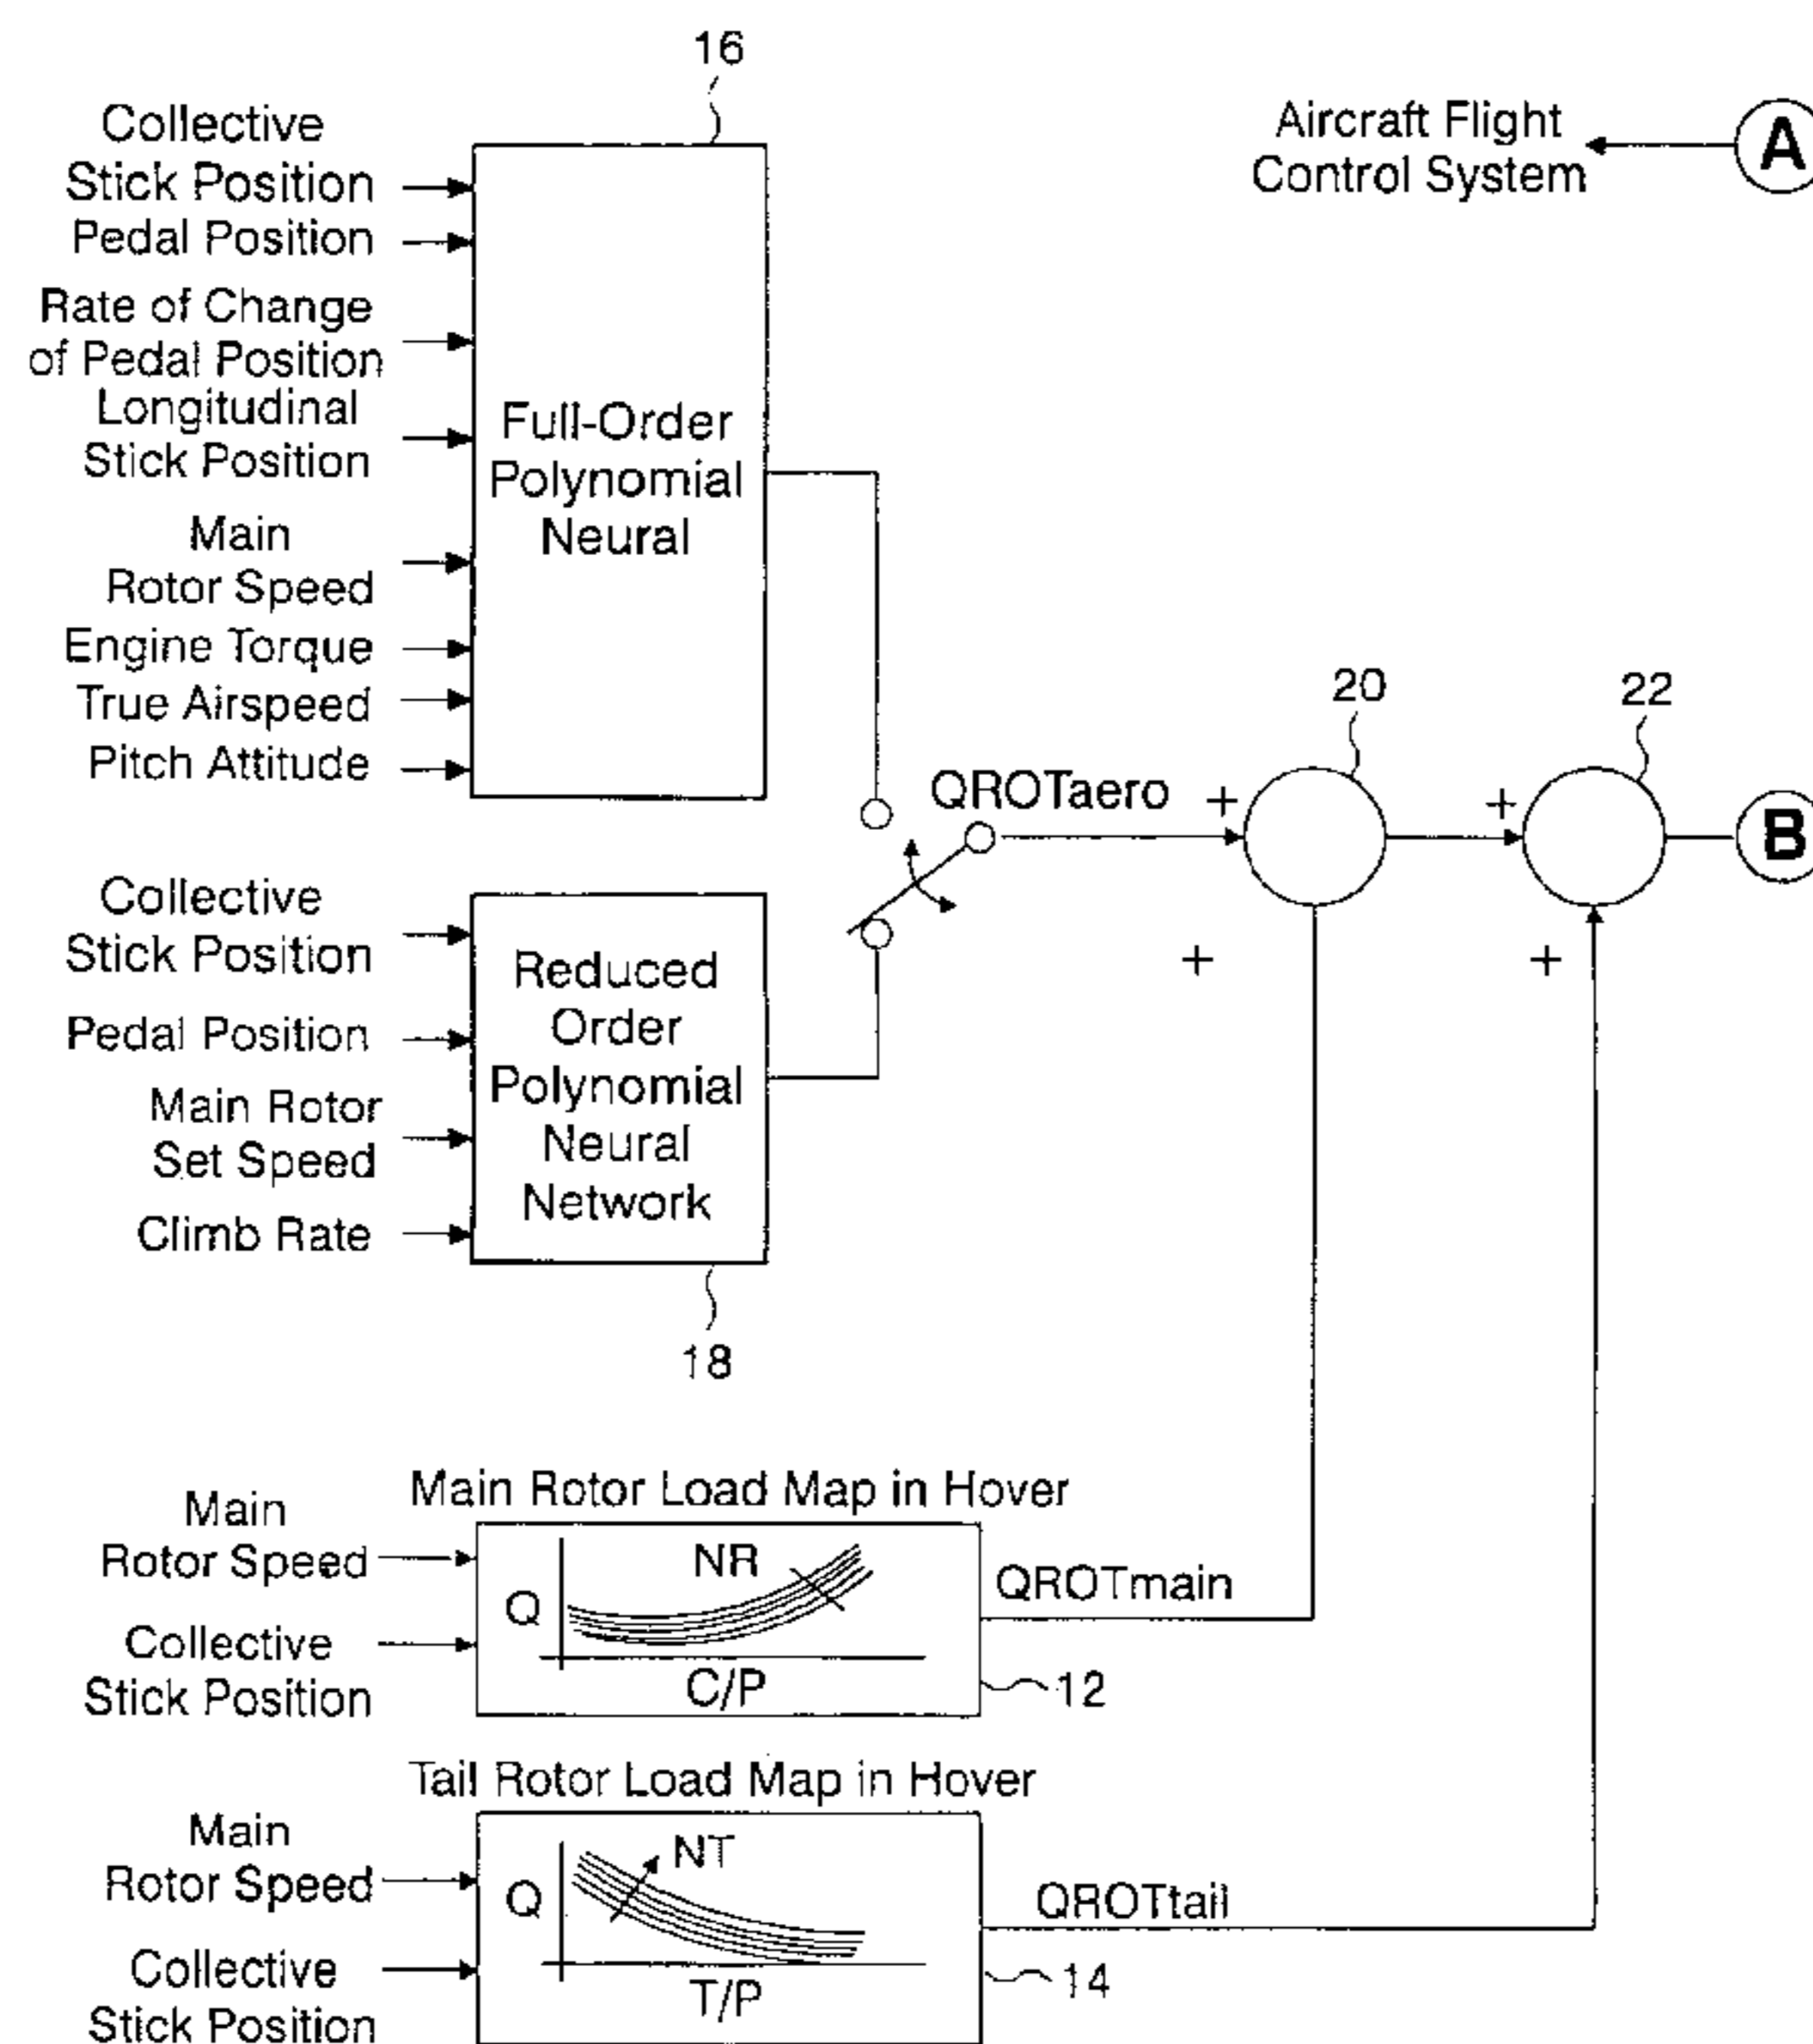 16
Collective
Stick Position
Pedal Position
Rate of Change
of Pedal Position
Longitudinal
Stick Position
Main
Rotor Speed
Engine Torque
True Airspeed
Pitch Attitude
Full-Order
Polynomial
Neural
Aircraft Flight
Control System
A
QROTaero
+
+
20
+
+
22
B
Collective
Stick Position
Pedal Position
Main Rotor
Set Speed
Climb Rate
Reduced
Order
Polynomial
Neural
Network
18
Main Rotor Load Map in Hover
Main
Rotor Speed
Collective
Stick Position
Q
NR
C/P
QROTmain
12
Tail Rotor Load Map in Hover
Main
Rotor Speed
Collective
Stick Position
Q
NT
T/P
QROTtail
14